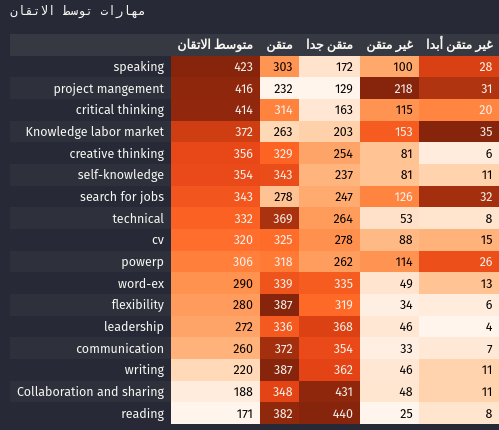 مهارات توسط الاتقان
متوسط الاتقان متقن متقن جدا غير متقن غير متقن أبدا
speaking 423 303 172 100 28
project mangement 416 232 129 218 31
critical thinking 414 314 163 115 20
Knowledge labor market 372 263 203 153 35
creative thinking 356 329 254 81 6
self-knowledge 354 343 237 81 11
search for jobs 343 278 247 126 32
technical 332 369 264 53 8
cv 320 325 278 88 15
powerp 306 318 262 114 26
word-ex 290 339 335 49 13
flexibility 280 387 319 34 6
leadership 272 336 368 46 4
communication 260 372 354 33 7
writing 220 387 362 46 11
Collaboration and sharing 188 348 431 48 11
reading 171 382 440 25 8